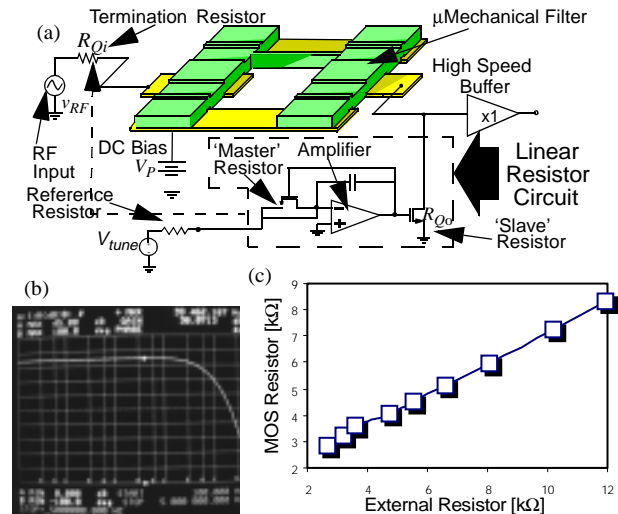 (a)
Termination Resistor
R_Qi
µMechanical Filter
High Speed
Buffer
x1
v_RF
RF
Input
DC Bias
V_P
'Master'
Resistor
Amplifier
Linear
Resistor
Circuit
Reference
Resistor
V_tune
R_Qo
'Slave'
Resistor
(b)
(c)
MOS Resistor [kΩ]
9
8
7
6
5
4
3
2
2
4
6
8
10
12
External Resistor [kΩ]